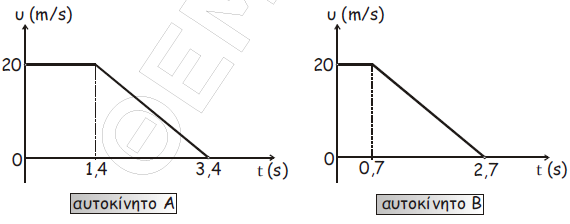 υ (m/s)
20
0
1,4
3,4
t (s)
αυτοκίνητο Α
υ (m/s)
20
0
0,7
2,7
t (s)
αυτοκίνητο Β